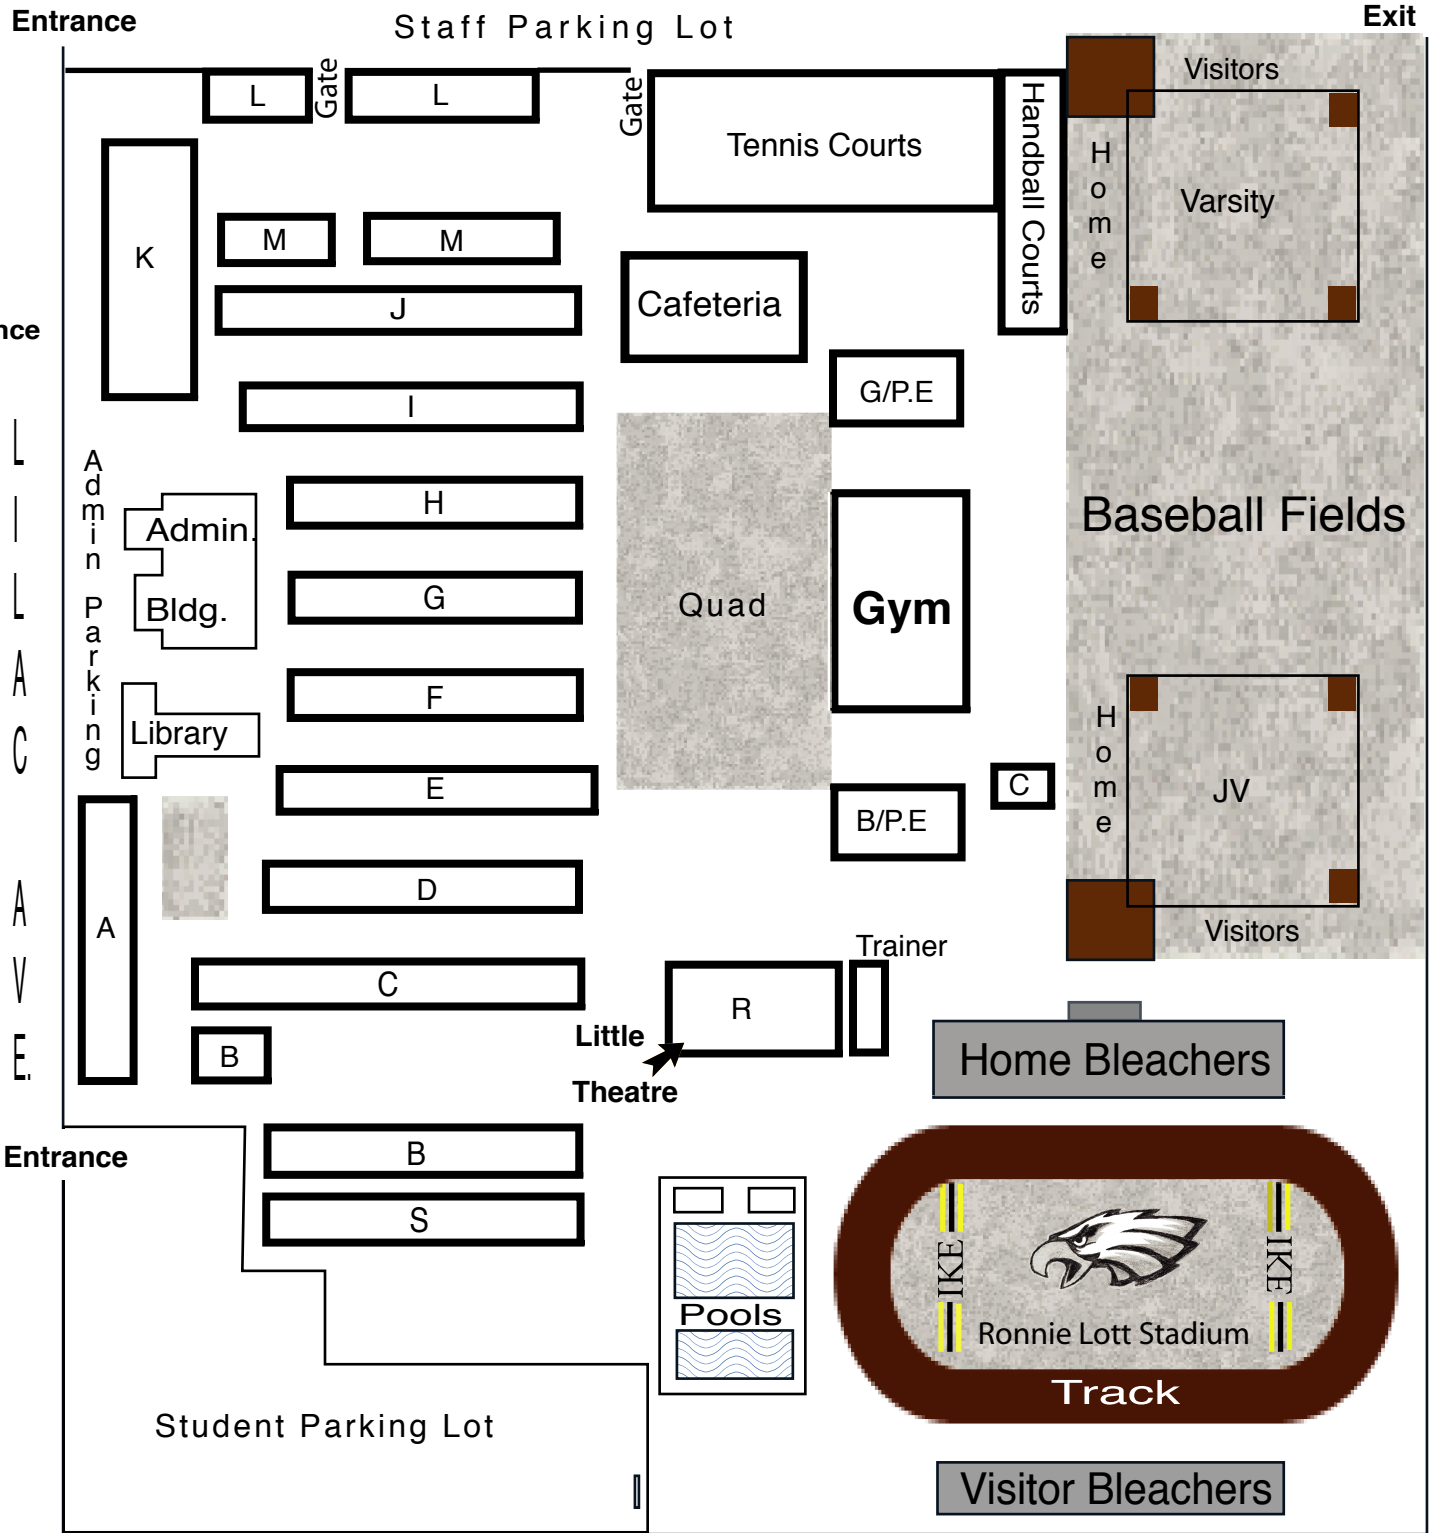 Entrance
Staff Parking Lot
Exit
L
Gate
L
Gate
Tennis Courts
Handball Courts
Visitors
Home
Varsity
K
M
M
J
Cafeteria
nce
G/P.E
I
LILAC AVE.
Admin Parking
H
Admin.
Bldg.
G
Quad
Gym
Baseball Fields
F
Library
E
B/P.E
C
Home
JV
Visitors
D
A
C
B
Trainer
R
Little
Theatre
Home Bleachers
Entrance
B
S
Pools
IKE
IKE
Ronnie Lott Stadium
Track
Student Parking Lot
Visitor Bleachers